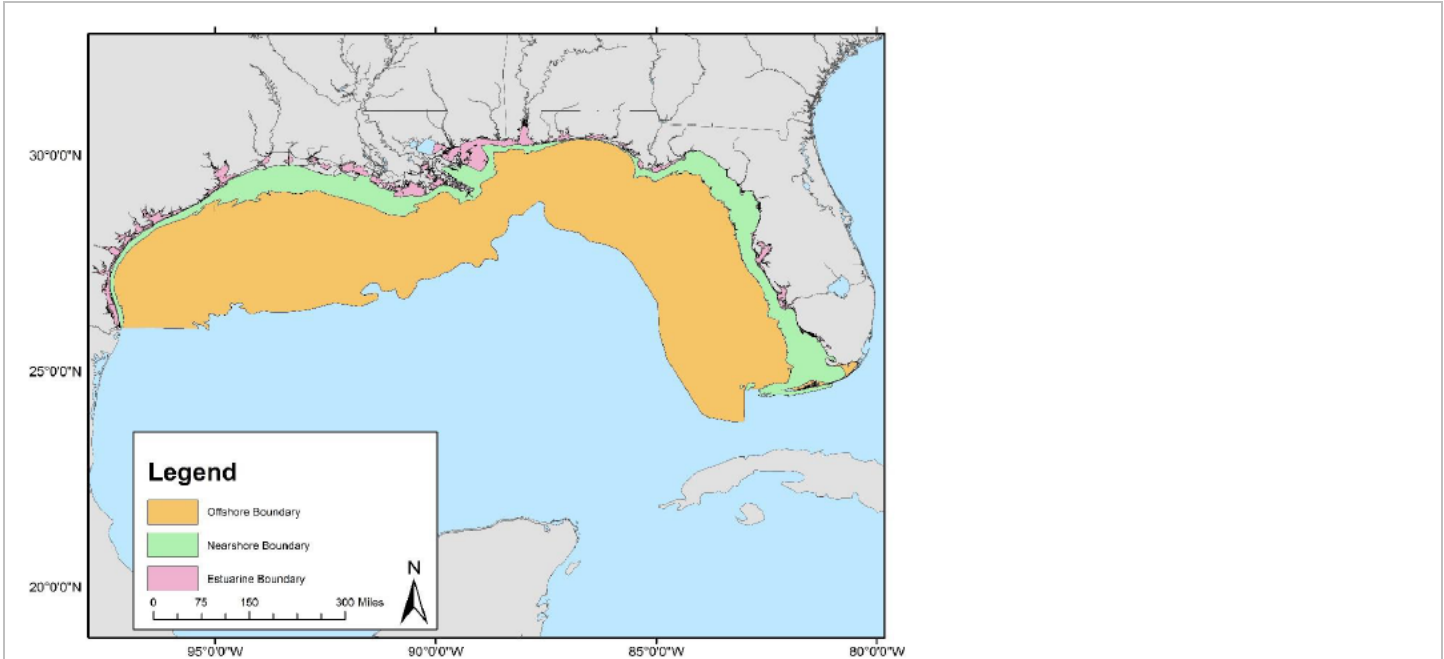 30°0'0"N
25°0'0"N
20°0'0"N
Legend
Offshore Boundary
Nearshore Boundary
Estuarine Boundary
N
0 75 150 300 Miles
95°0'0"W 90°0'0"W 85°0'0"W 80°0'0"W